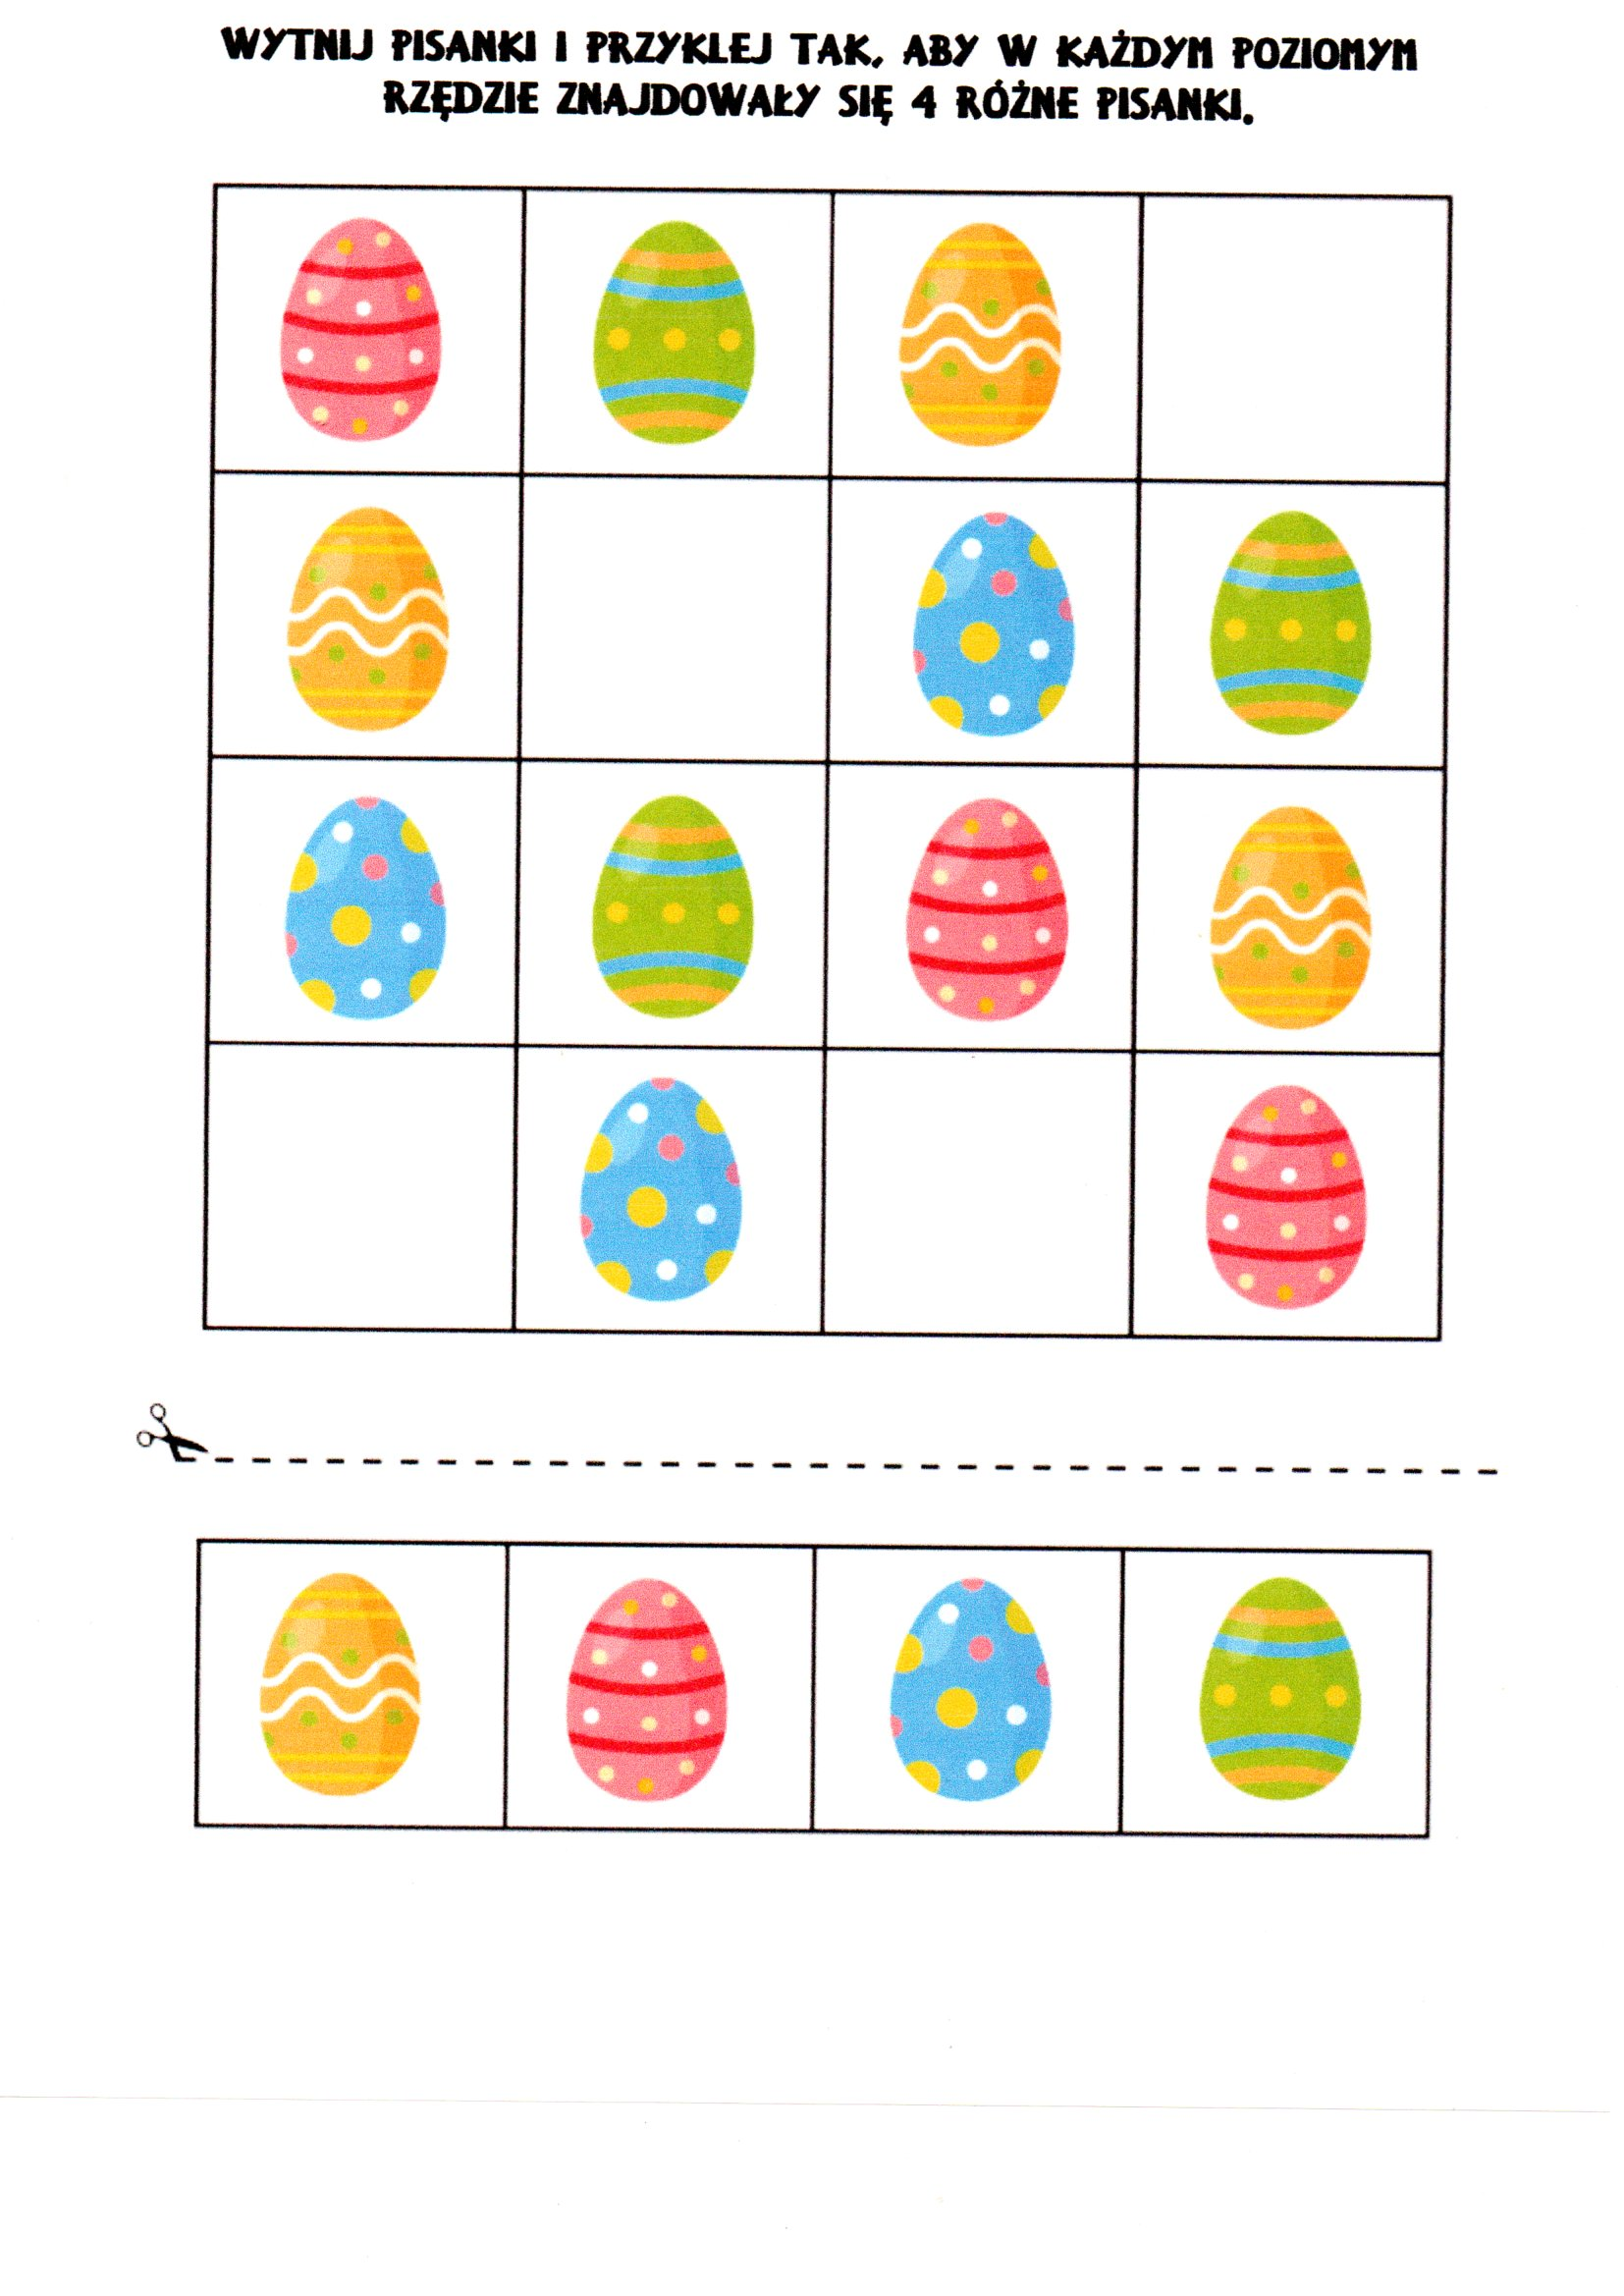 WYTNIJ PISANKI I PRZYKLEJ TAK, ABY W KAŻDYM POZIOMYM
RZĘDZIE ZNAJDOWAŁY SIĘ 4 RÓŻNE PISANKI.